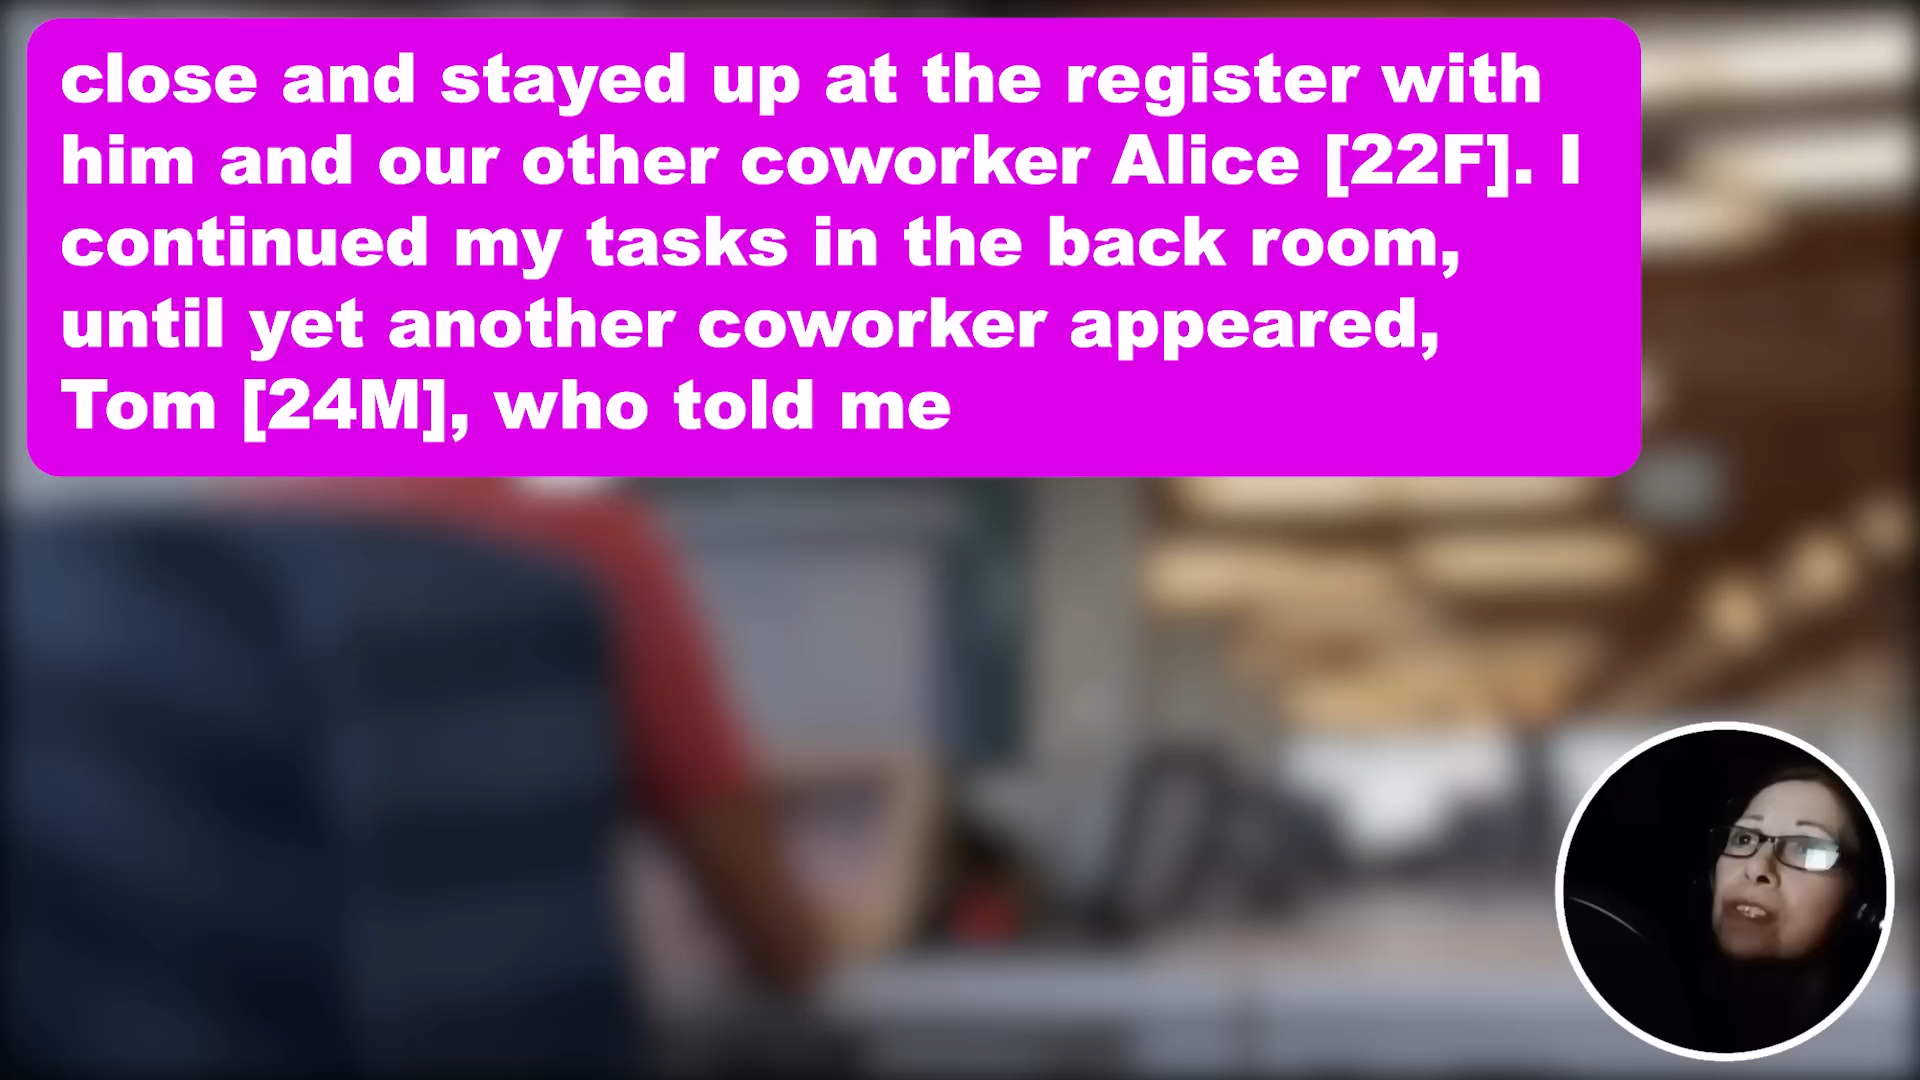 close and stayed up at the register with
him and our other coworker Alice [22F]. I
continued my tasks in the back room,
until yet another coworker appeared,
Tom [24M], who told me